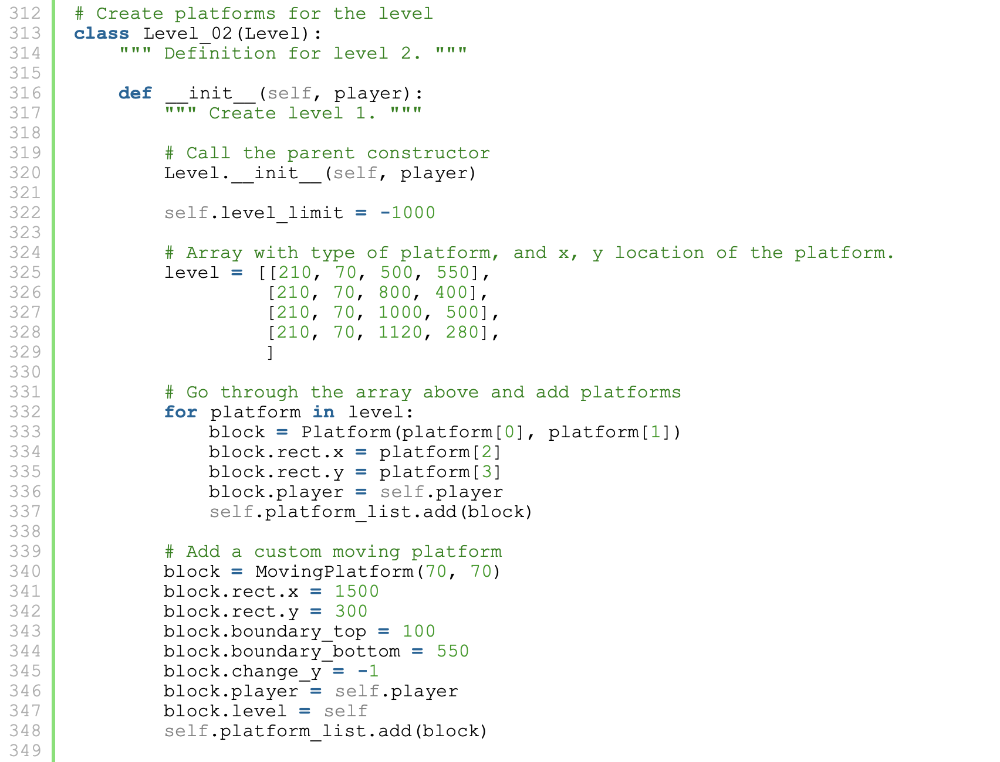 312 # Create platforms for the level
313 class Level_02(Level):
314     """ Definition for level 2. """
315
316     def __init__(self, player):
317         """ Create level 1. """
318
319         # Call the parent constructor
320         Level.__init__(self, player)
321
322         self.level_limit = -1000
323
324         # Array with type of platform, and x, y location of the platform.
325         level = [[210, 70, 500, 550],
326                  [210, 70, 800, 400],
327                  [210, 70, 1000, 500],
328                  [210, 70, 1120, 280],
329                  ]
330
331         # Go through the array above and add platforms
332         for platform in level:
333             block = Platform(platform[0], platform[1])
334             block.rect.x = platform[2]
335             block.rect.y = platform[3]
336             block.player = self.player
337             self.platform_list.add(block)
338
339         # Add a custom moving platform
340         block = MovingPlatform(70, 70)
341         block.rect.x = 1500
342         block.rect.y = 300
343         block.boundary_top = 100
344         block.boundary_bottom = 550
345         block.change_y = -1
346         block.player = self.player
347         block.level = self
348         self.platform_list.add(block)
349